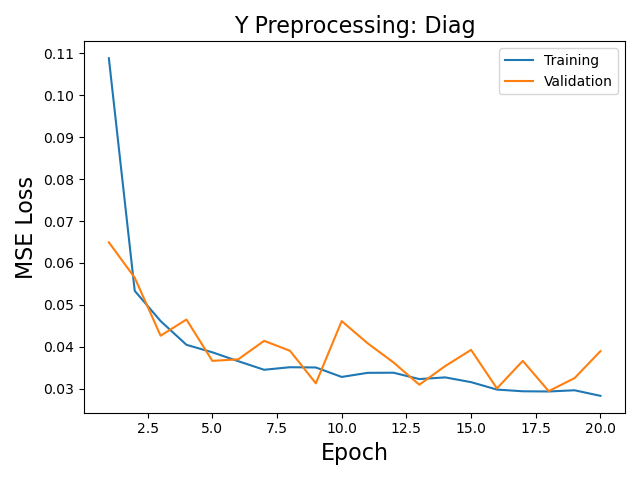 Y Preprocessing: Diag
Training
Validation
MSE Loss
0.11
0.10
0.09
0.08
0.07
0.06
0.05
0.04
0.03
2.5 5.0 7.5 10.0 12.5 15.0 17.5 20.0
Epoch